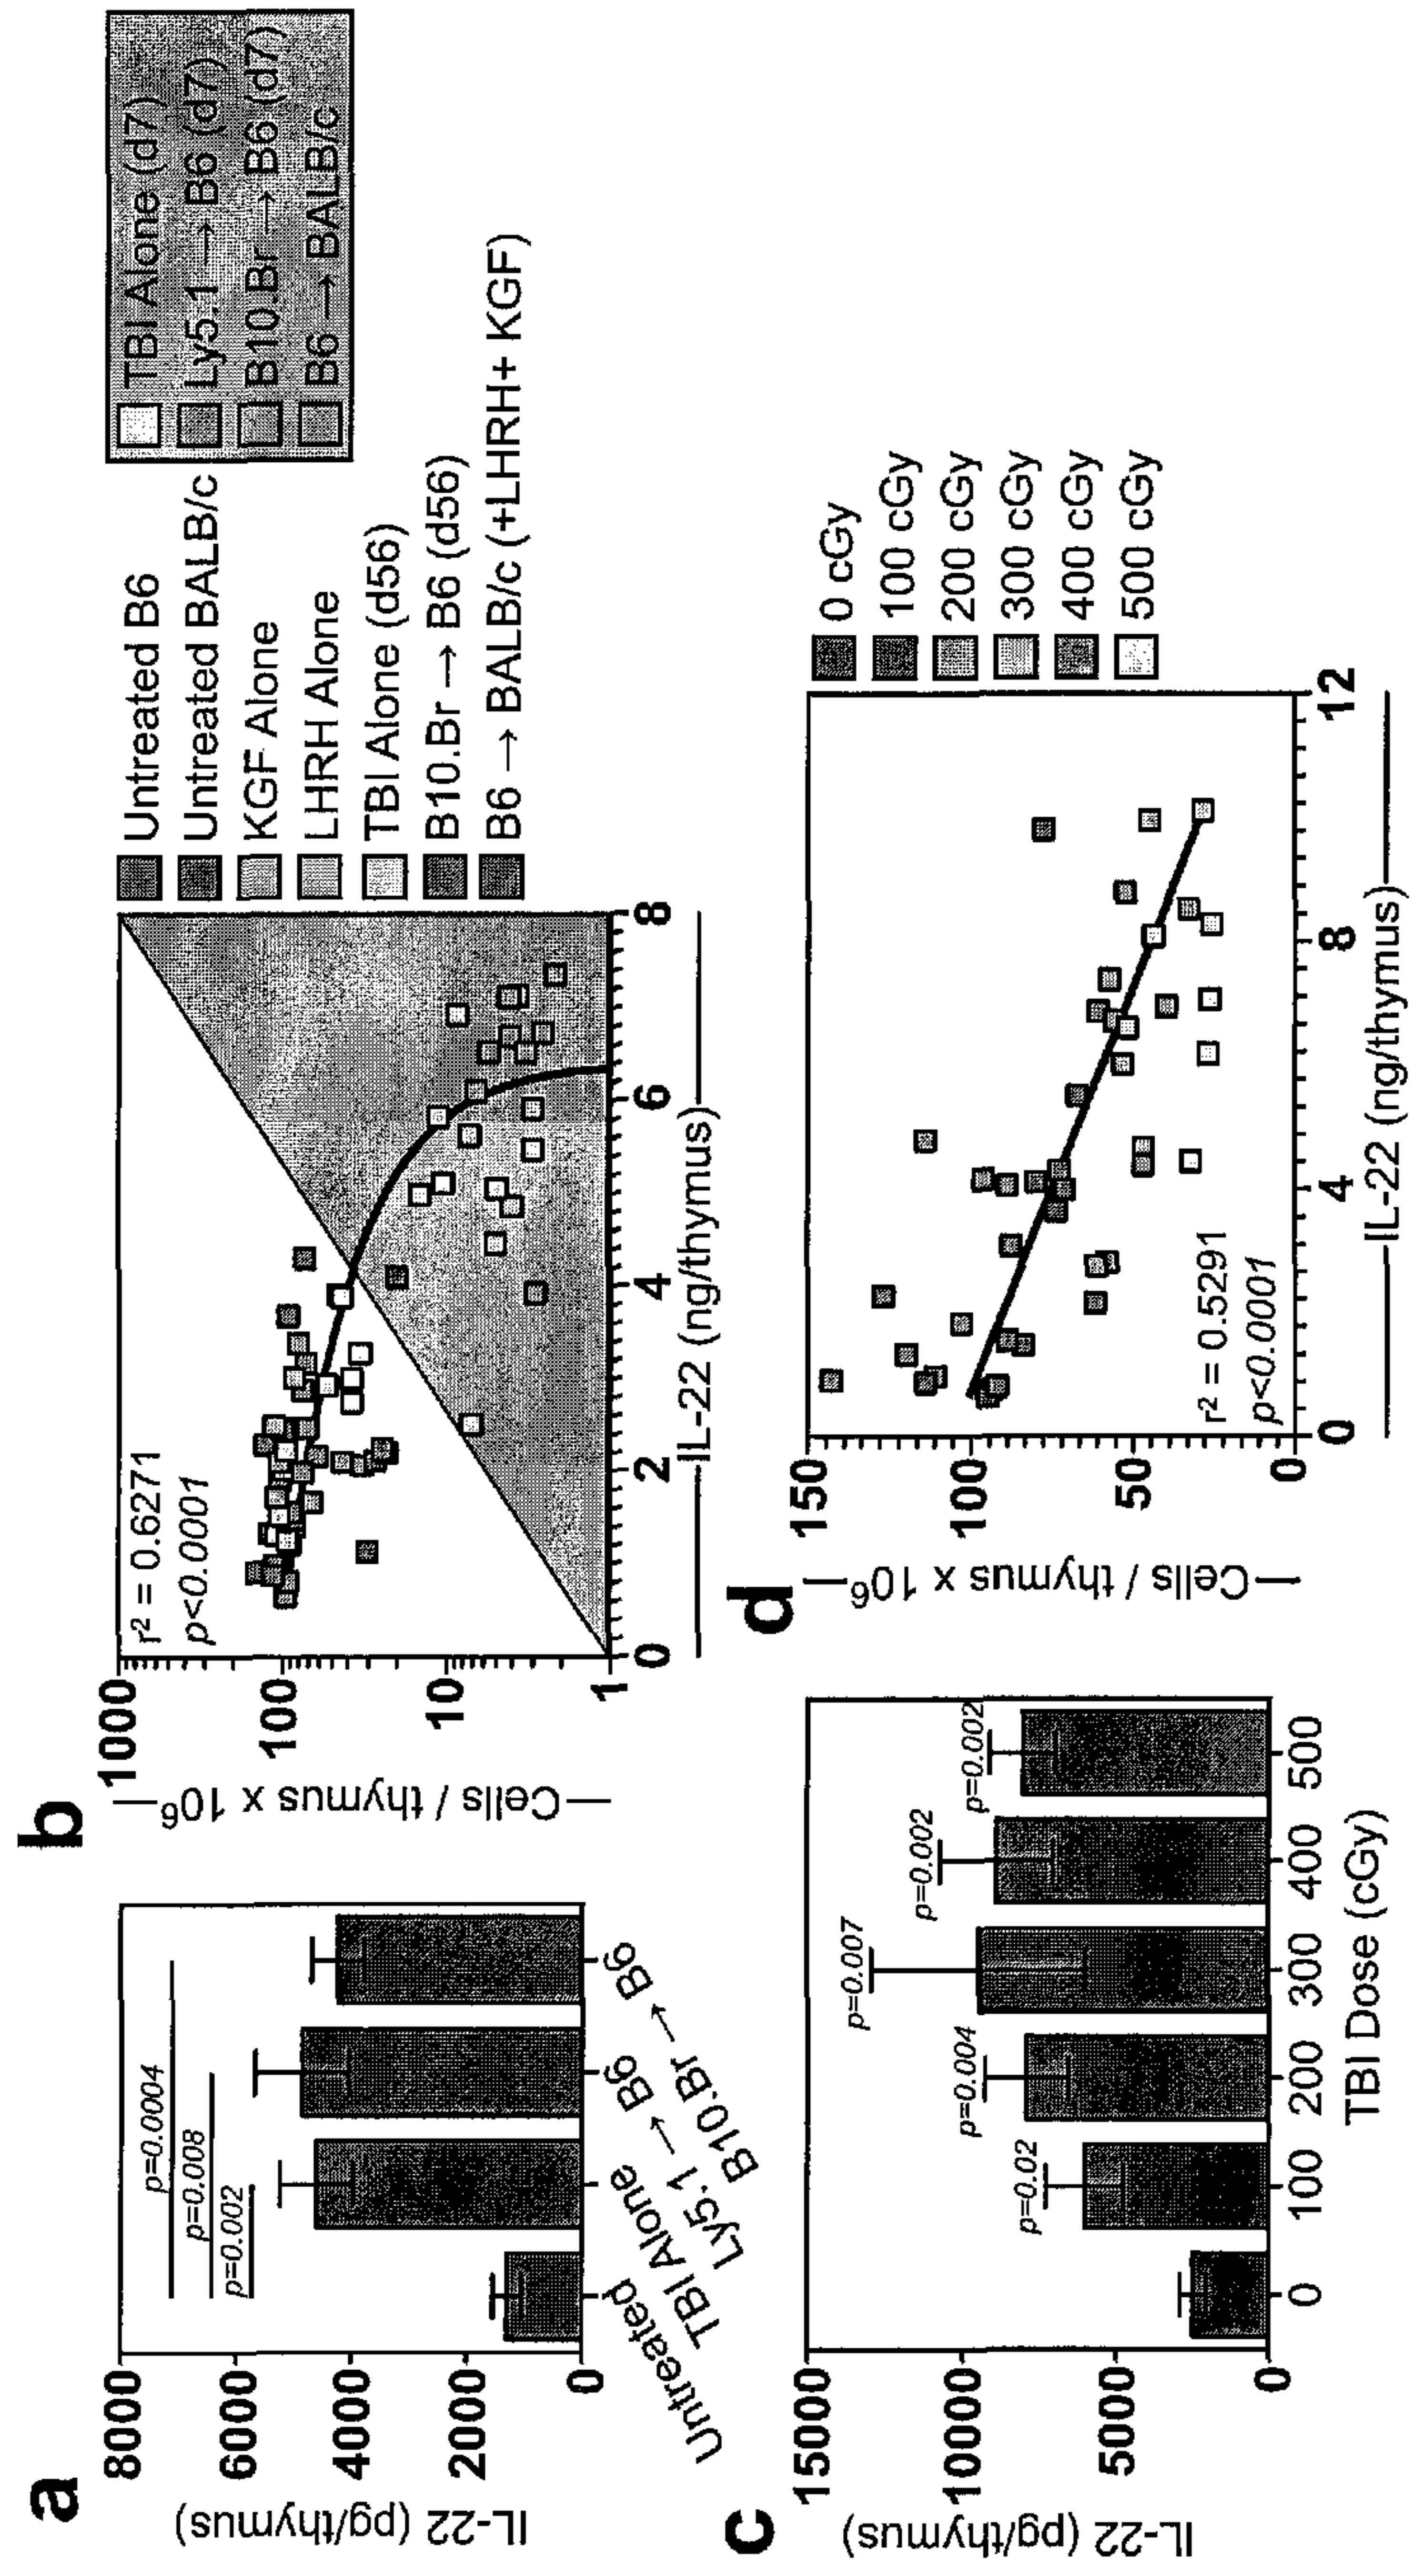 a
IL-22 (pg/thymus)
8000
6000
4000
2000
0
p=0.0004
p=0.008
p=0.002
Untreated
TBI Alone
Ly5.1 → B6
B10.Br → B6
b
Cells / thymus x 10⁶
1000
100
10
1
r² = 0.6271
p<0.0001
0
2
4
6
8
IL-22 (ng/thymus)
Untreated B6
Untreated BALB/c
KGF Alone
LHRH Alone
TBI Alone (d56)
B10.Br → B6 (d56)
B6 → BALB/c (+LHRH+ KGF)
TBI Alone (d7)
Ly5.1 → B6 (d7)
B10.Br → B6 (d7)
B6 → BALB/c
c
IL-22 (pg/thymus)
15000
10000
5000
0
p=0.02
p=0.004
p=0.007
p=0.002
p=0.002
0
100
200
300
400
500
TBI Dose (cGy)
d
Cells / thymus x 10⁶
150
100
50
0
r² = 0.5291
p<0.0001
0
4
8
12
IL-22 (ng/thymus)
0 cGy
100 cGy
200 cGy
300 cGy
400 cGy
500 cGy